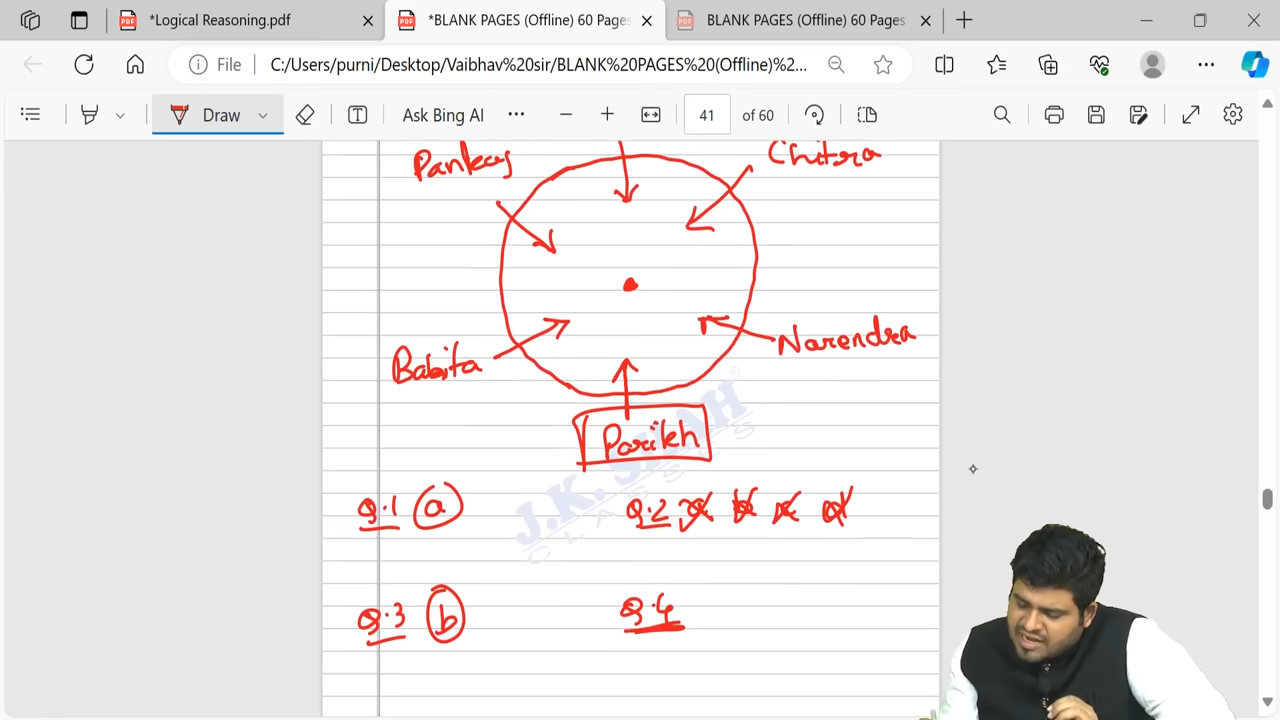 *Logical Reasoning.pdf
*BLANK PAGES (Offline) 60 Pages
BLANK PAGES (Offline) 60 Pages
File
C:/Users/purni/Desktop/Vaibhav%20sir/BLANK%20PAGES%20(Offline)%2...
Draw
Ask Bing AI
41
of 60
Pankaj
Chitra
Babita
Narendra
Parikh
J.K. SHAH
CLASSES
Q.1 a
Q.2 a b c d
Q.3 b
Q.4